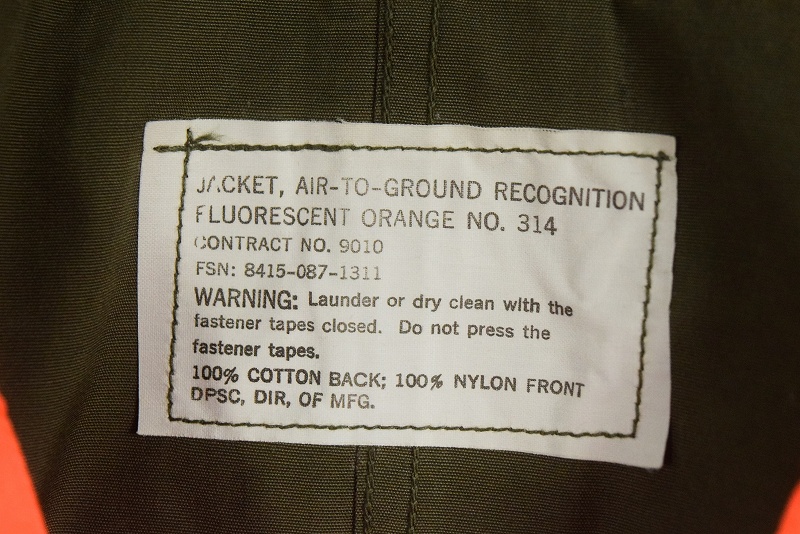 JACKET, AIR-TO-GROUND RECOGNITION
FLUORESCENT ORANGE NO. 314
CONTRACT NO. 9010
FSN: 8415-087-1311
WARNING: Launder or dry clean with the
fastener tapes closed. Do not press the
fastener tapes.
100% COTTON BACK; 100% NYLON FRONT
DPSC, DIR, OF MFG.